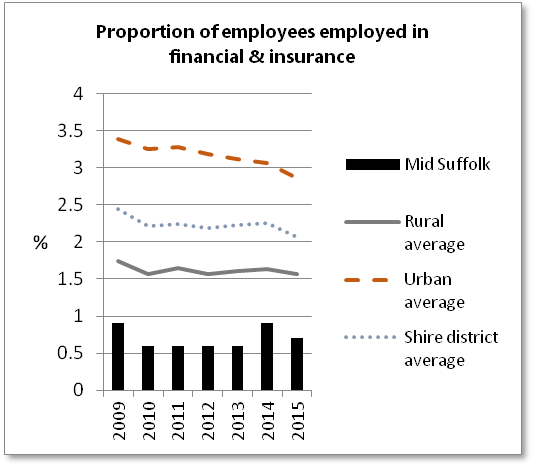 Proportion of employees employed in
financial & insurance
4
3.5
3
2.5
2
1.5
1
0.5
0
%
2009
2010
2011
2012
2013
2014
2015
Mid Suffolk
Rural
average
Urban
average
Shire district
average